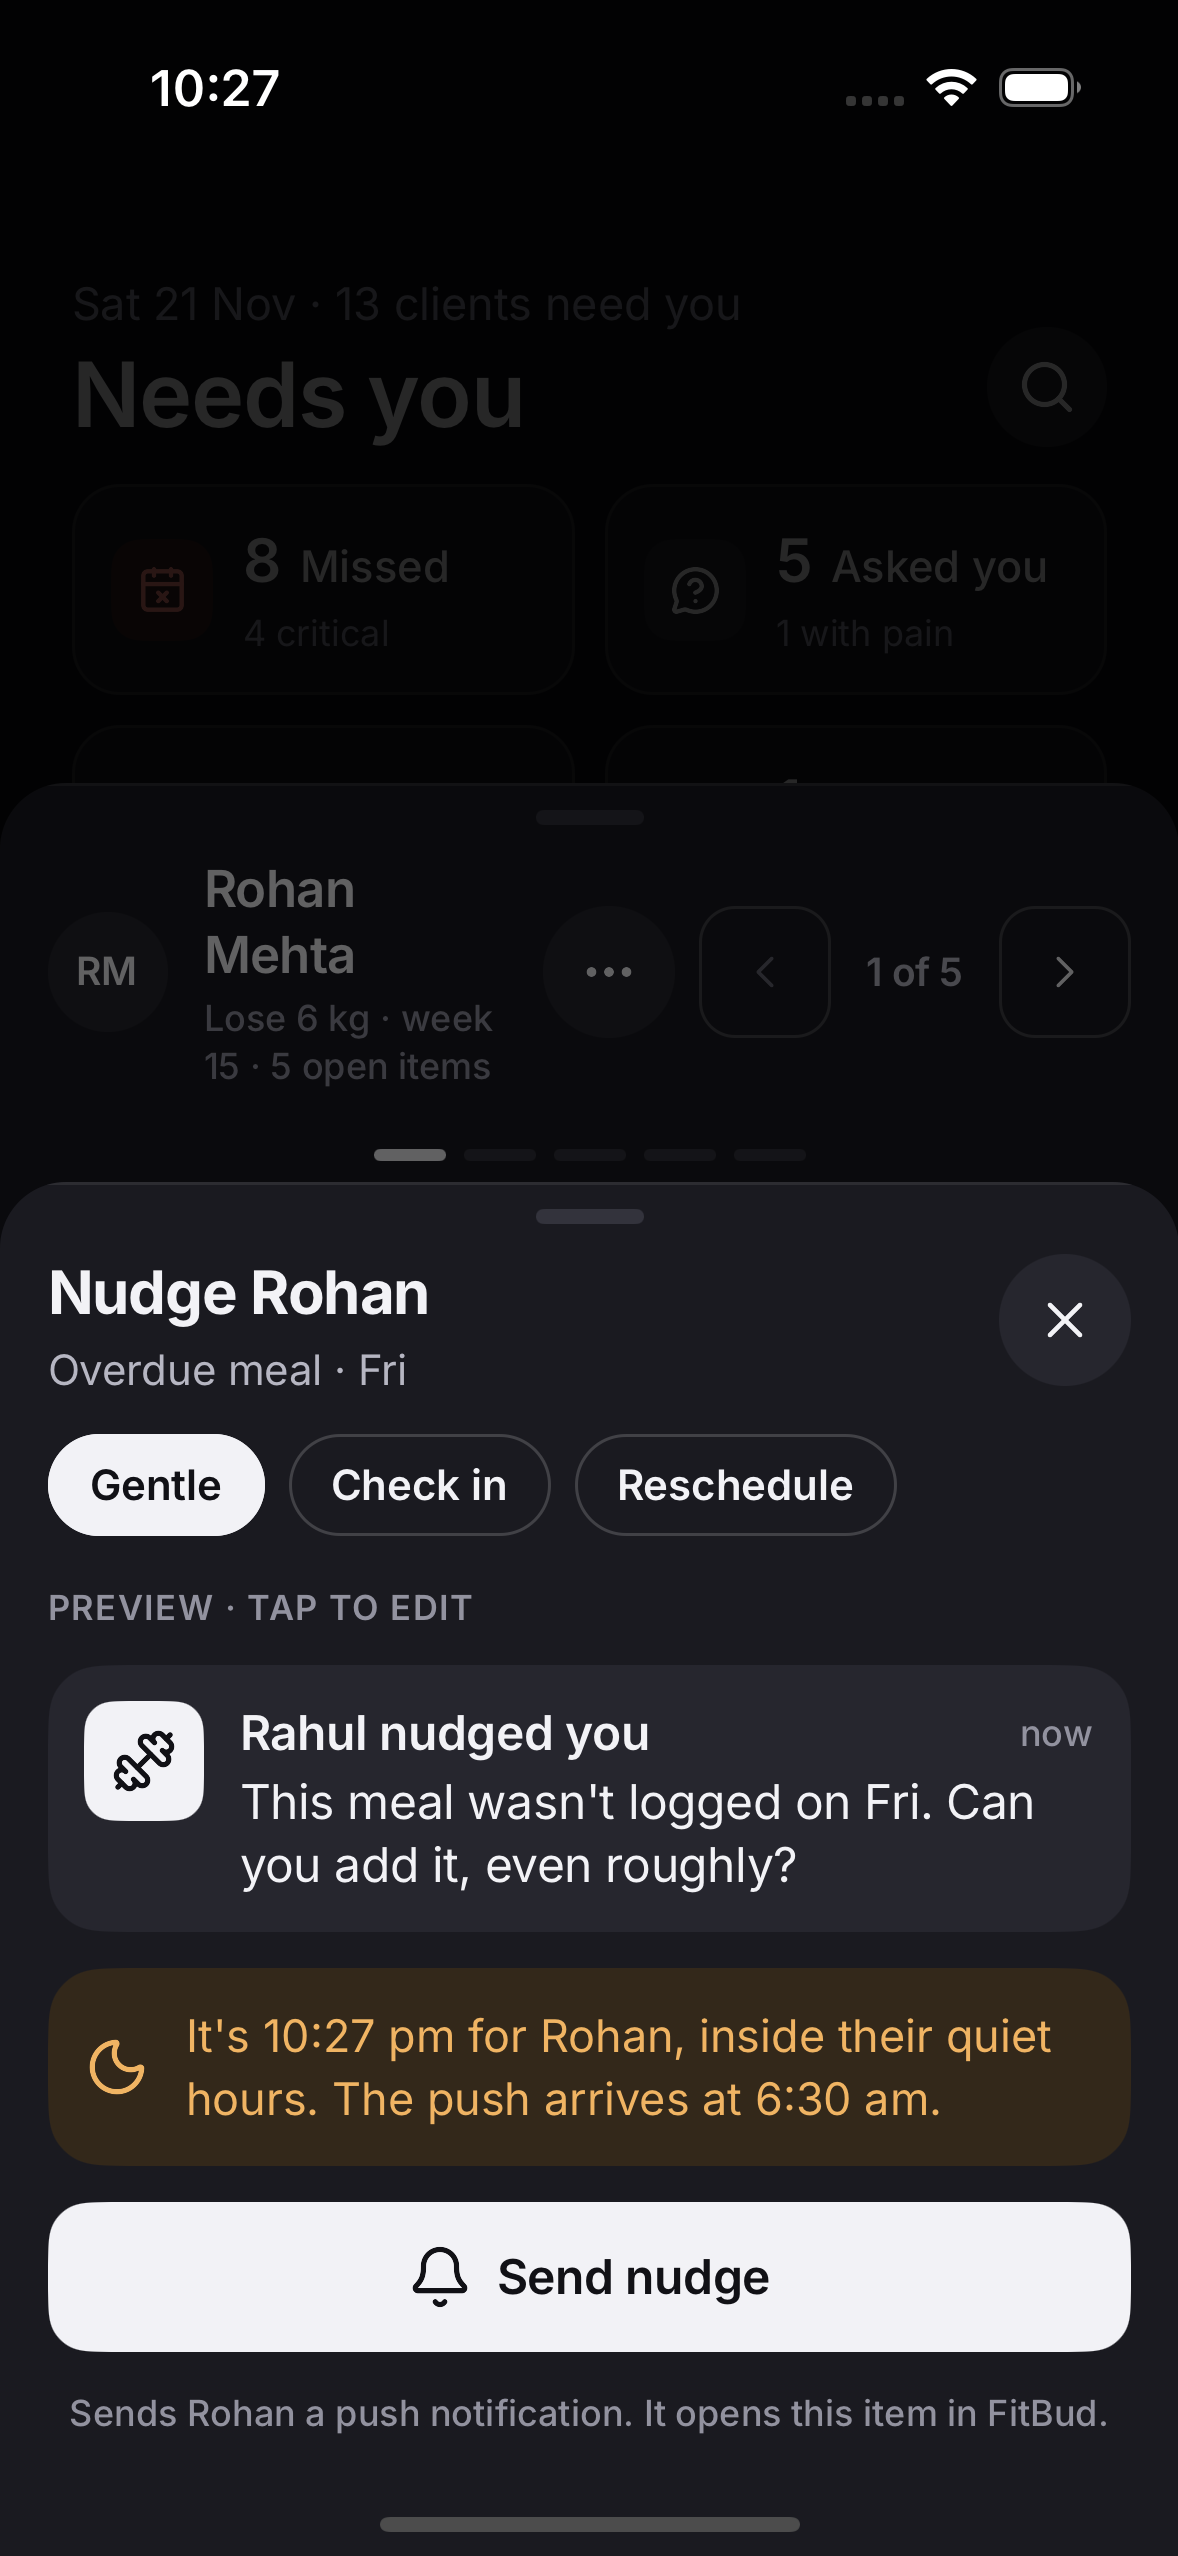 10:27
Sat 21 Nov · 13 clients need you
Needs you
8 Missed
4 critical
5 Asked you
1 with pain
RM
Rohan
Mehta
Lose 6 kg · week
15 · 5 open items
1 of 5
Nudge Rohan
Overdue meal · Fri
Gentle
Check in
Reschedule
PREVIEW · TAP TO EDIT
Rahul nudged you
now
This meal wasn't logged on Fri. Can
you add it, even roughly?
It's 10:27 pm for Rohan, inside their quiet
hours. The push arrives at 6:30 am.
Send nudge
Sends Rohan a push notification. It opens this item in FitBud.